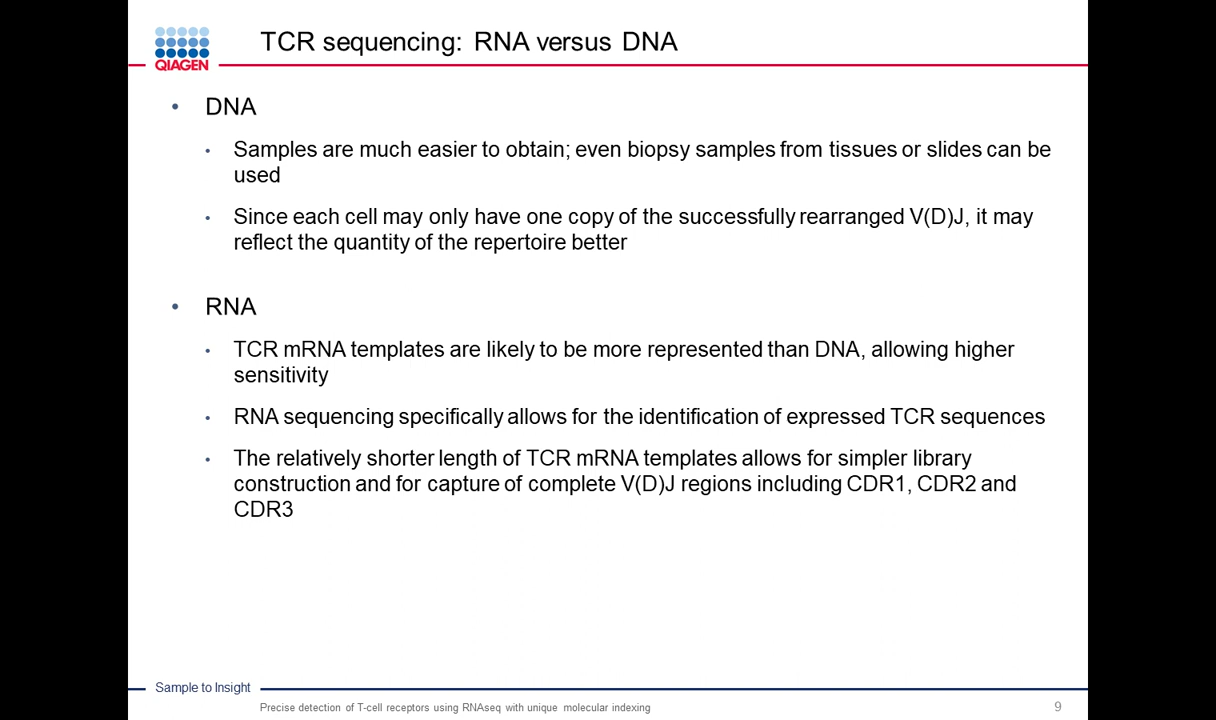 TCR sequencing: RNA versus DNA
QIAGEN
• DNA
• Samples are much easier to obtain; even biopsy samples from tissues or slides can be
used
• Since each cell may only have one copy of the successfully rearranged V(D)J, it may
reflect the quantity of the repertoire better
• RNA
• TCR mRNA templates are likely to be more represented than DNA, allowing higher
sensitivity
• RNA sequencing specifically allows for the identification of expressed TCR sequences
• The relatively shorter length of TCR mRNA templates allows for simpler library
construction and for capture of complete V(D)J regions including CDR1, CDR2 and
CDR3
Sample to Insight
Precise detection of T-cell receptors using RNAseq with unique molecular indexing
9